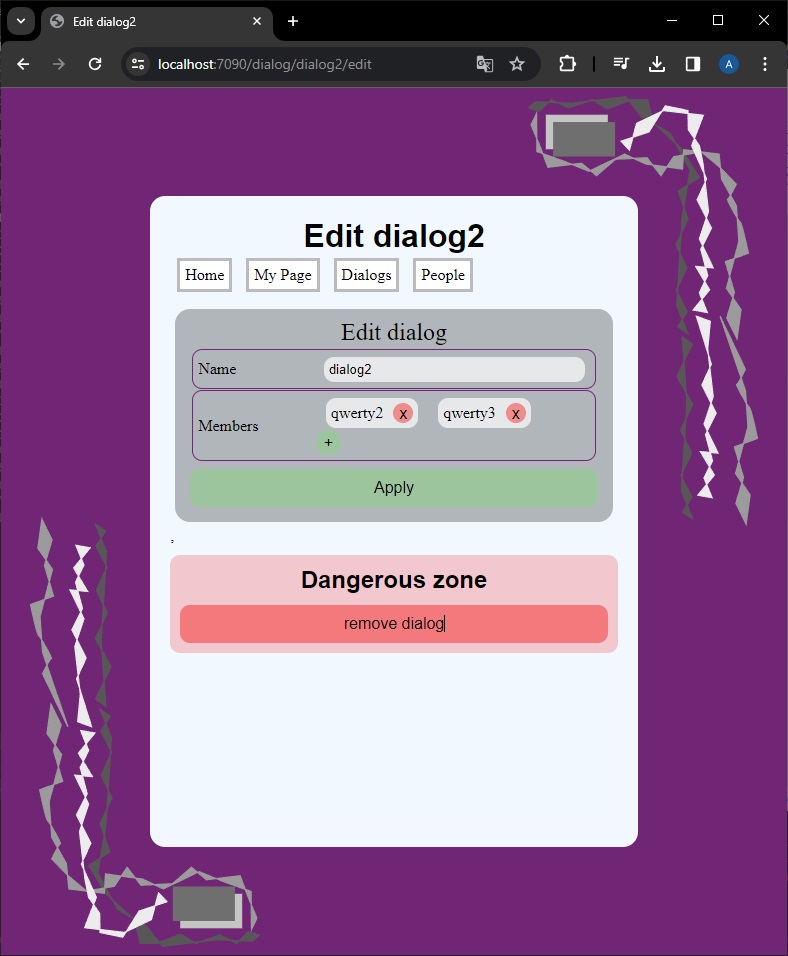 Edit dialog2
localhost:7090/dialog/dialog2/edit
A
Edit dialog2
Home My Page Dialogs People
Edit dialog
Name dialog2
Members qwerty2 x qwerty3 x
+
Apply
,
Dangerous zone
remove dialog